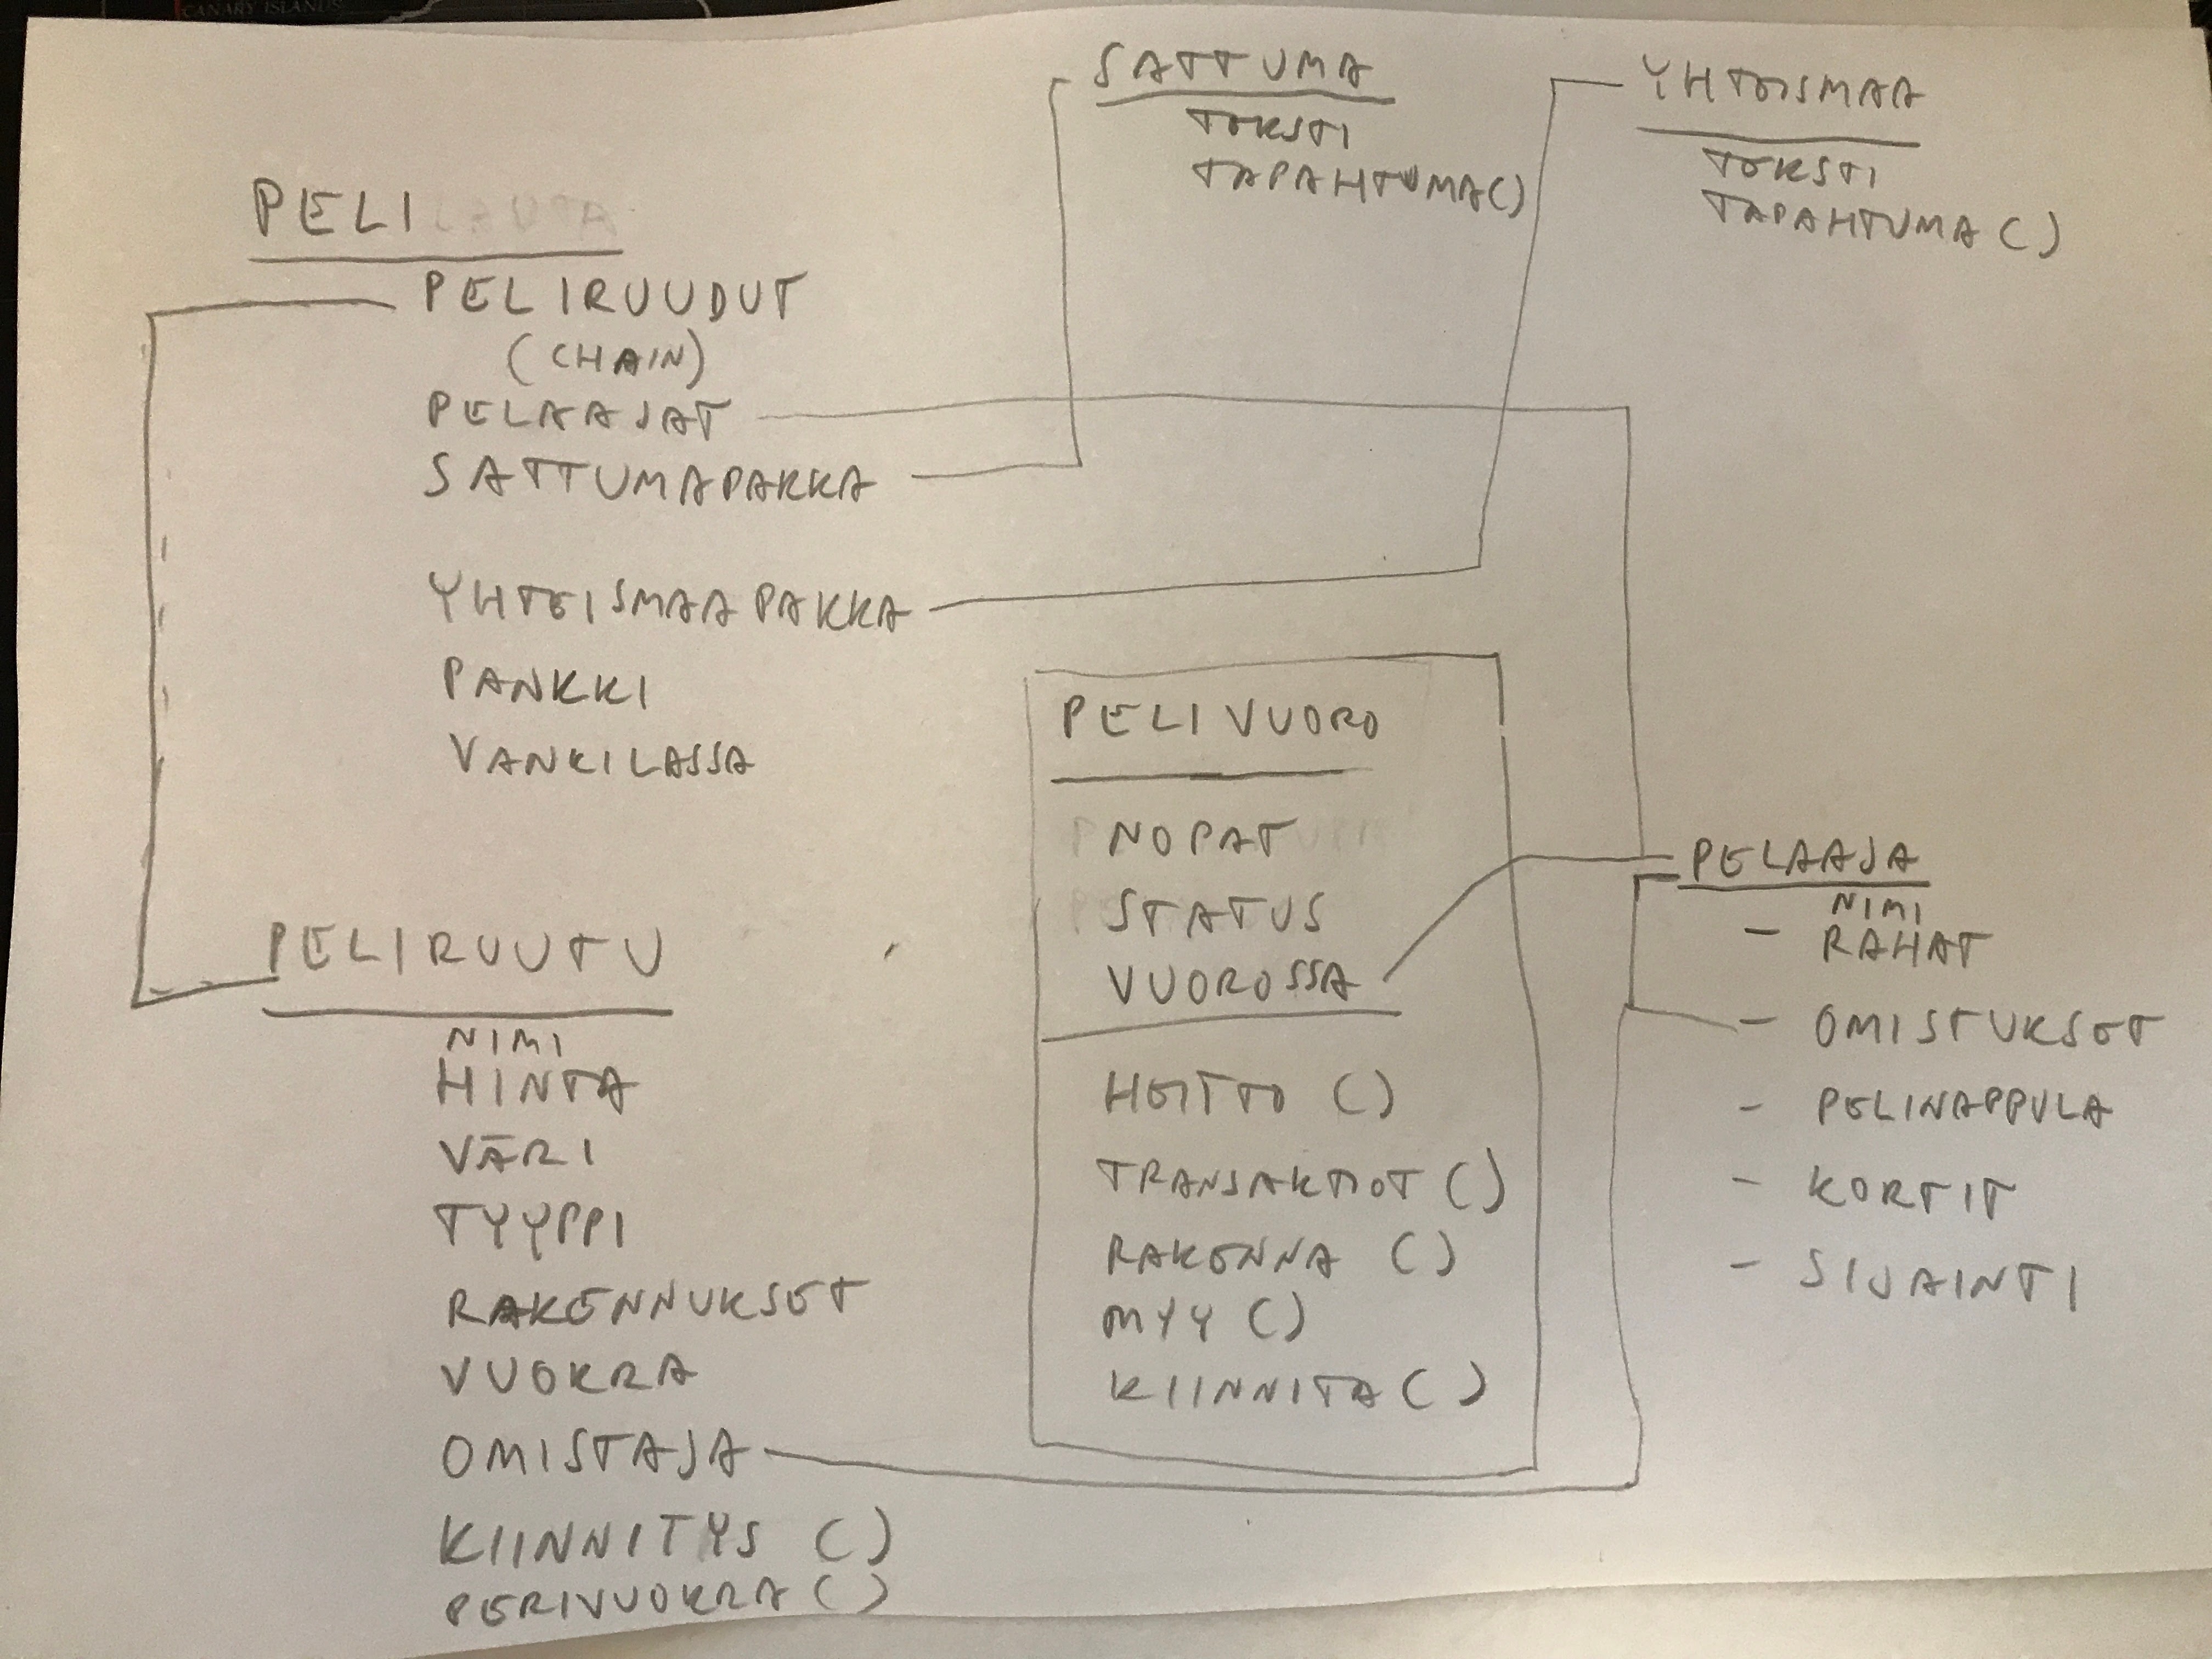 CANARY ISLANDS
SATTUMA
TEKSTI
TAPAHTUMA()
YHTEISMAA
TEKSTI
TAPAHTUMA ()
PELI
PELIRUUDUT
(CHAIN)
PELAAJAT
SATTUMAPAKKA
YHTEISMAAPAKKA
PANKKI
VANKILASSA
PELIRUUTU
NIMI
HINTA
VÄRI
TYYPPI
RAKENNUKSET
VUOKRA
OMISTAJA
KIINNITYS ()
PERIVUOKRA ()
PELIVUORO
NOPAT
STATUS
VUOROSSA
HEITTO ()
TRANSAKTIOT ()
RAKENNA ()
MYY ()
KIINNITA ()
PELAAJA
NIMI
- RAHAT
- OMISTUKSET
- PELINAPPULA
- KORTIT
- SIJAINTI